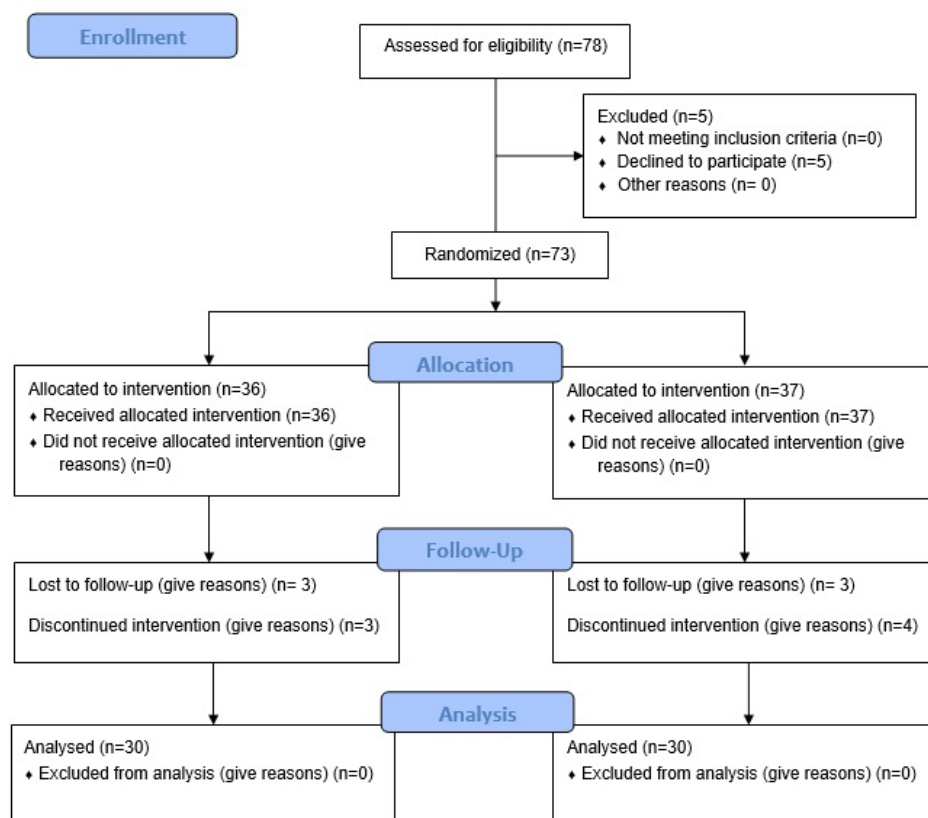 Enrollment
Assessed for eligibility (n=78)
Excluded (n=5)
♦ Not meeting inclusion criteria (n=0)
♦ Declined to participate (n=5)
♦ Other reasons (n= 0)
Randomized (n=73)
Allocation
Allocated to intervention (n=36)
♦ Received allocated intervention (n=36)
♦ Did not receive allocated intervention (give
reasons) (n=0)
Allocated to intervention (n=37)
♦ Received allocated intervention (n=37)
♦ Did not receive allocated intervention (give
reasons) (n=0)
Follow-Up
Lost to follow-up (give reasons) (n= 3)
Discontinued intervention (give reasons) (n=3)
Lost to follow-up (give reasons) (n= 3)
Discontinued intervention (give reasons) (n=4)
Analysis
Analysed (n=30)
♦ Excluded from analysis (give reasons) (n=0)
Analysed (n=30)
♦ Excluded from analysis (give reasons) (n=0)